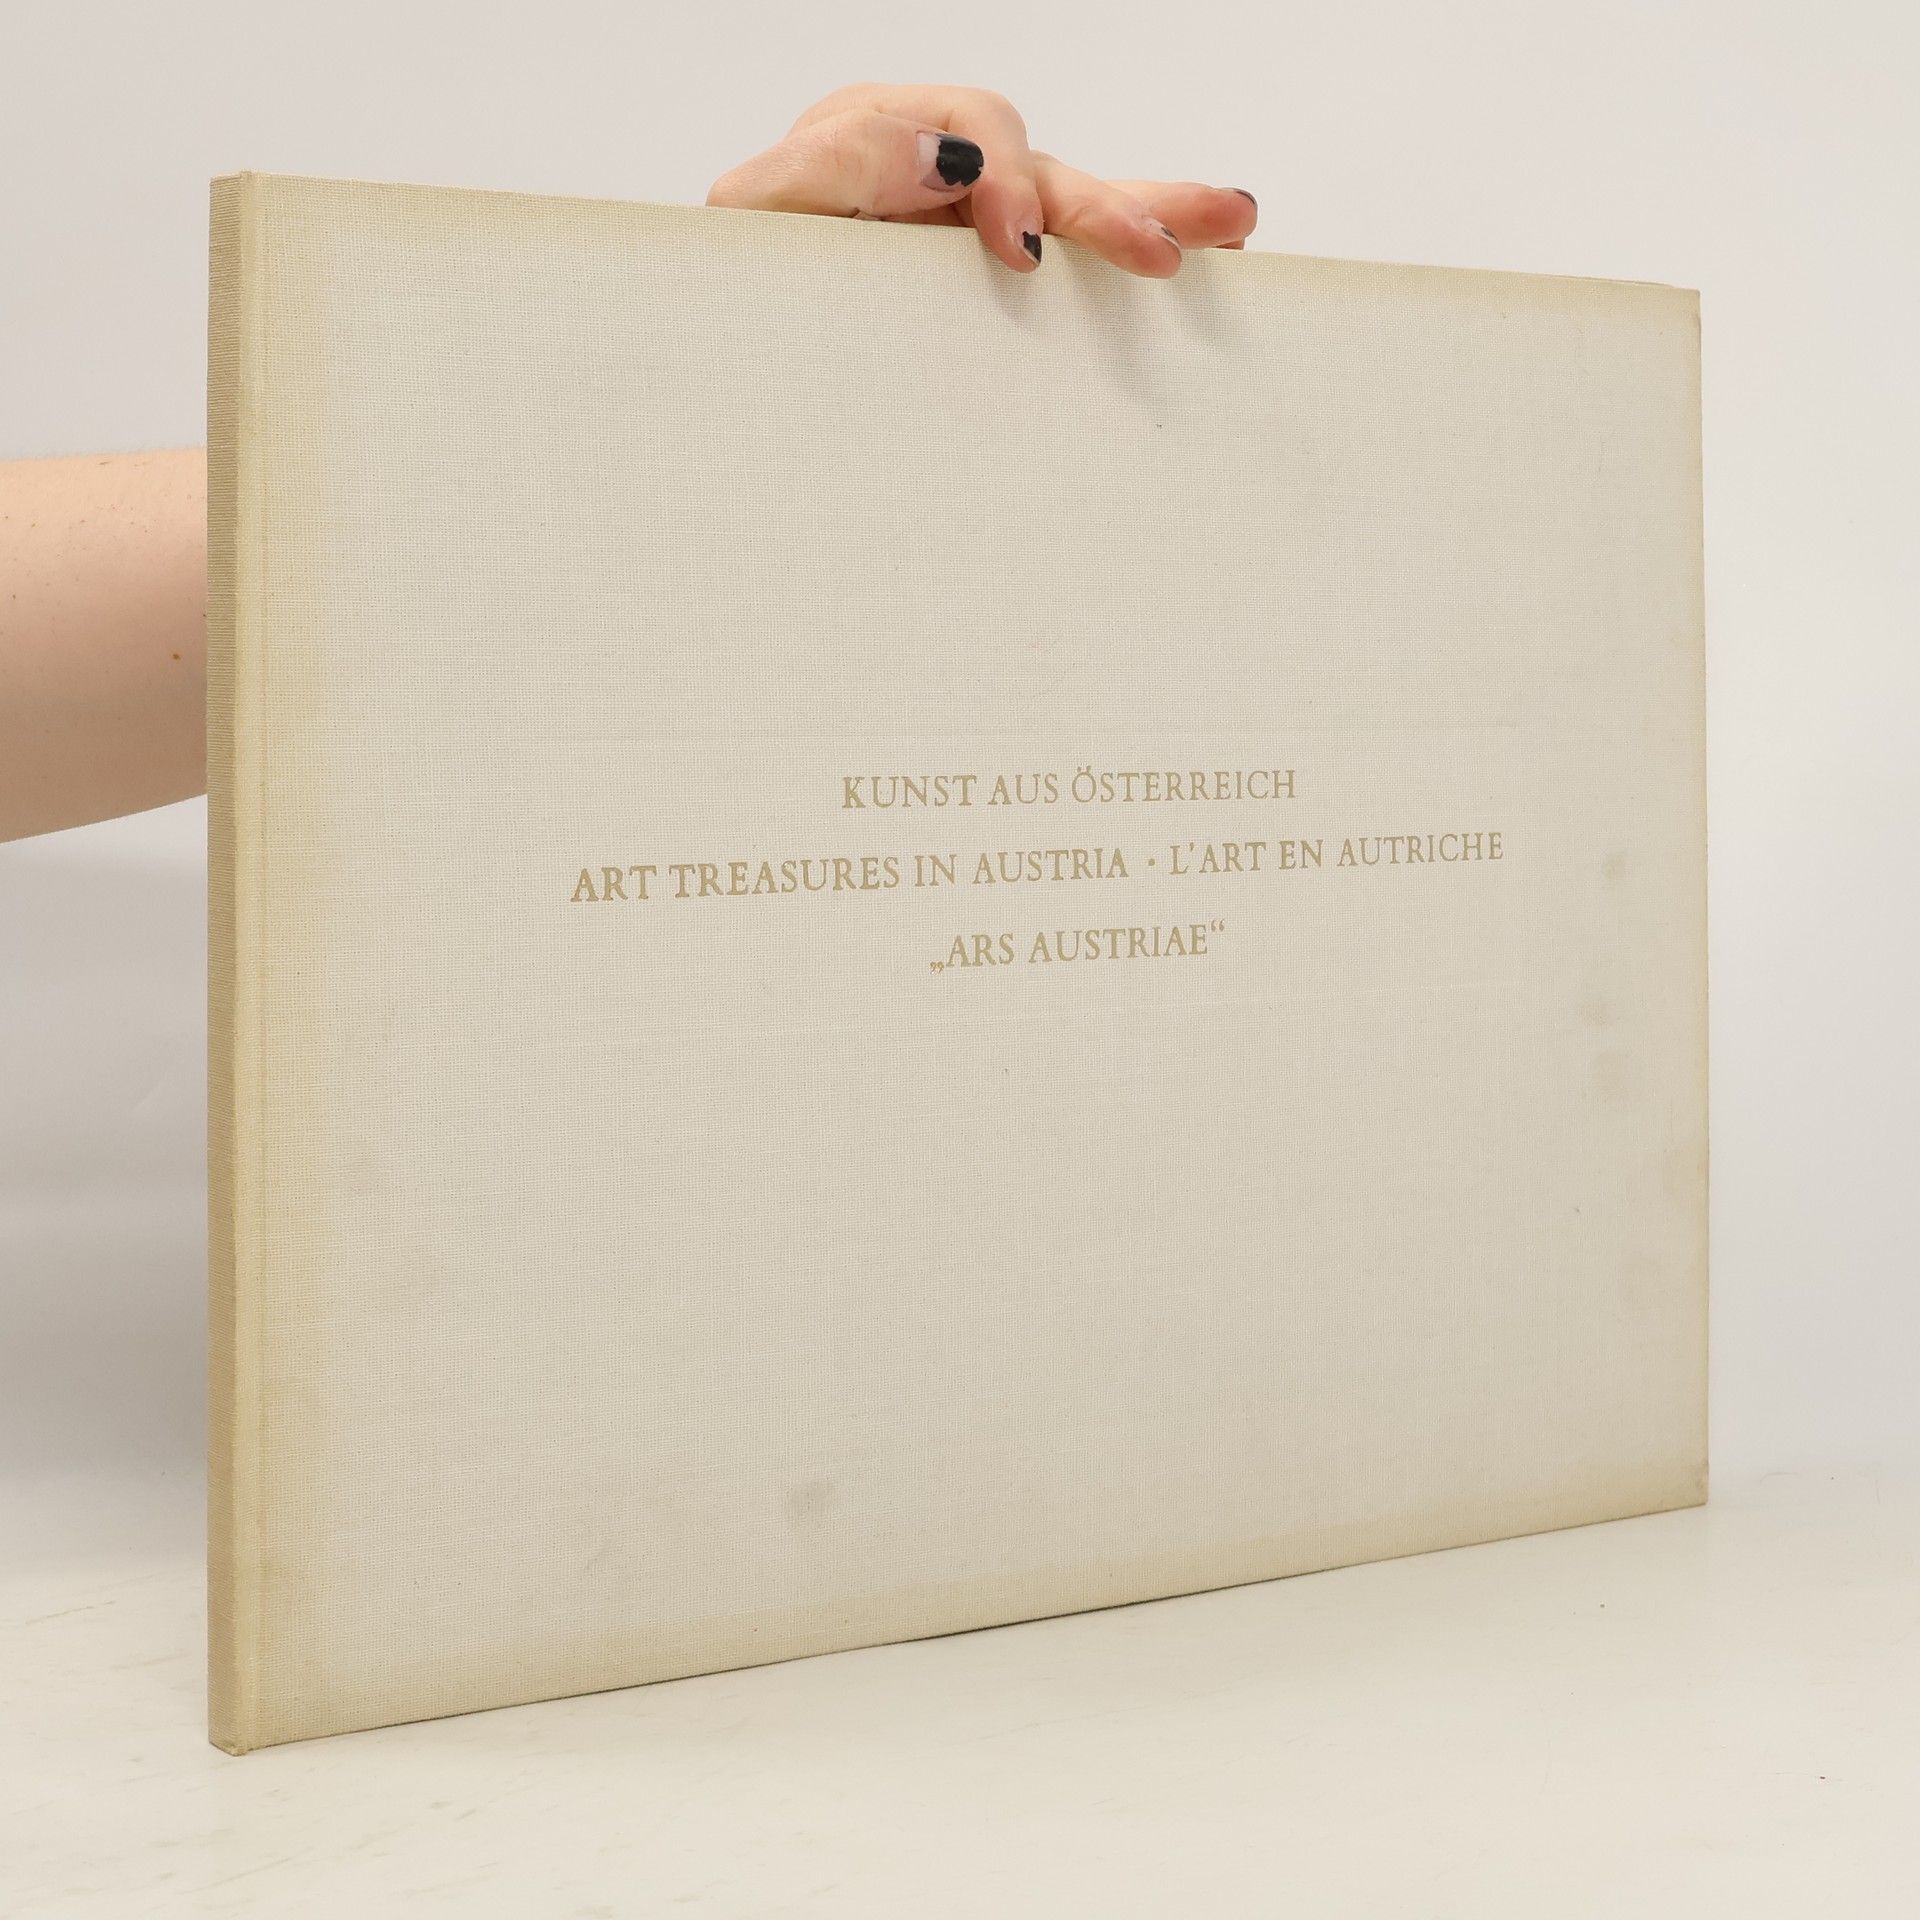 KUNST AUS ÖSTERREICH
ART TREASURES IN AUSTRIA · L'ART EN AUTRICHE
„ARS AUSTRIAE“